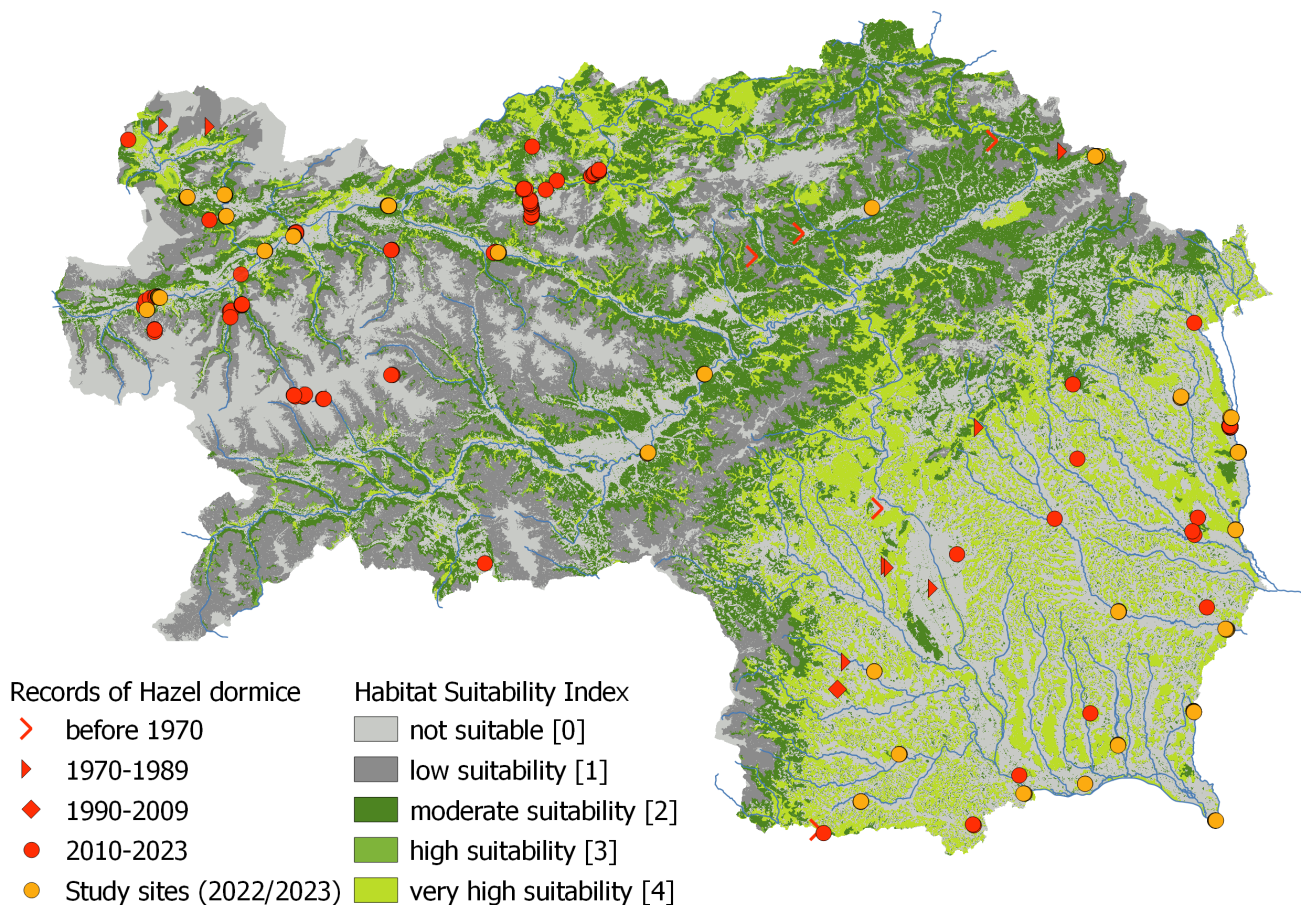 Records of Hazel dormice
before 1970
1970-1989
1990-2009
2010-2023
Study sites (2022/2023)
Habitat Suitability Index
not suitable [0]
low suitability [1]
moderate suitability [2]
high suitability [3]
very high suitability [4]